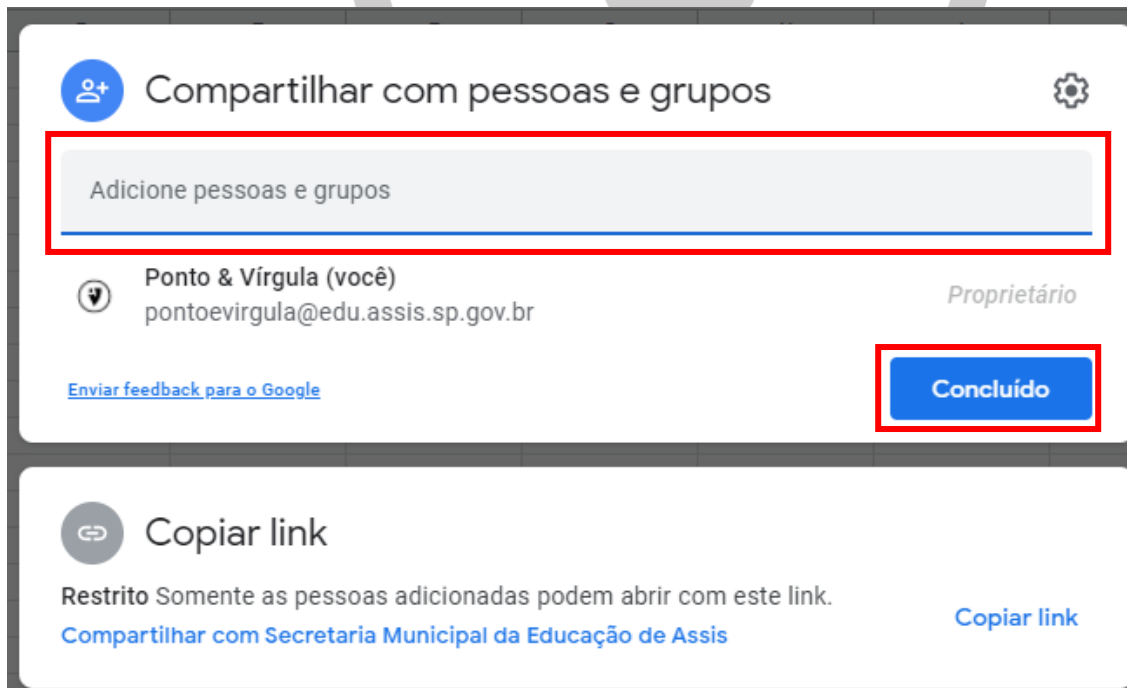 Compartilhar com pessoas e grupos
Adicione pessoas e grupos
Ponto & Vírgula (você)
pontoevirgula@edu.assis.sp.gov.br
Proprietário
Enviar feedback para o Google
Concluído
Copiar link
Restrito Somente as pessoas adicionadas podem abrir com este link.
Compartilhar com Secretaria Municipal da Educação de Assis
Copiar link